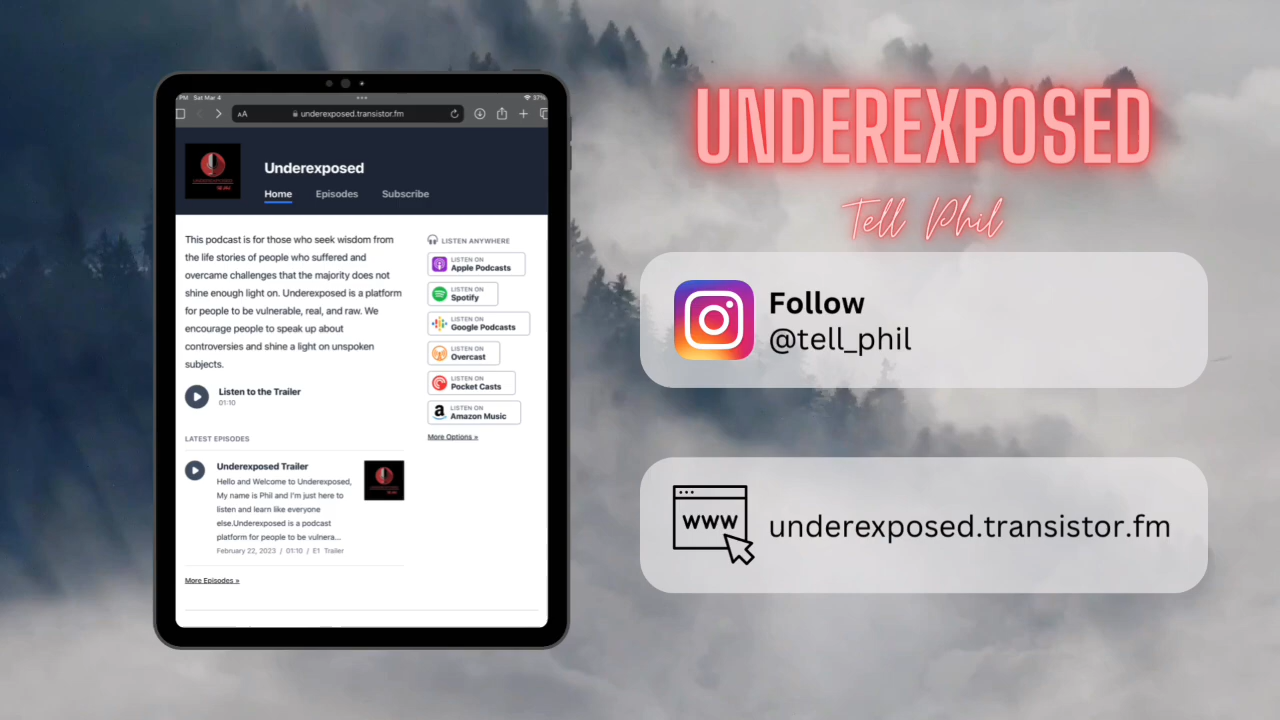 PM Sat Mar 4
37%
AA
underexposed.transistor.fm
Underexposed
Home Episodes Subscribe
This podcast is for those who seek wisdom from
the life stories of people who suffered and
overcame challenges that the majority does not
shine enough light on. Underexposed is a platform
for people to be vulnerable, real, and raw. We
encourage people to speak up about
controversies and shine a light on unspoken
subjects.
Listen to the Trailer
01:10
LATEST EPISODES
Underexposed Trailer
Hello and Welcome to Underexposed,
My name is Phil and I'm just here to
listen and learn like everyone
else.Underexposed is a podcast
platform for people to be vulnera...
February 22, 2023 / 01:10 / E1 Trailer
More Episodes »
LISTEN ANYWHERE
LISTEN ON
Apple Podcasts
LISTEN ON
Spotify
LISTEN ON
Google Podcasts
LISTEN ON
Overcast
LISTEN ON
Pocket Casts
LISTEN ON
Amazon Music
More Options »
UNDEREXPOSED
Tell Phil
Follow
@tell_phil
WWW
underexposed.transistor.fm